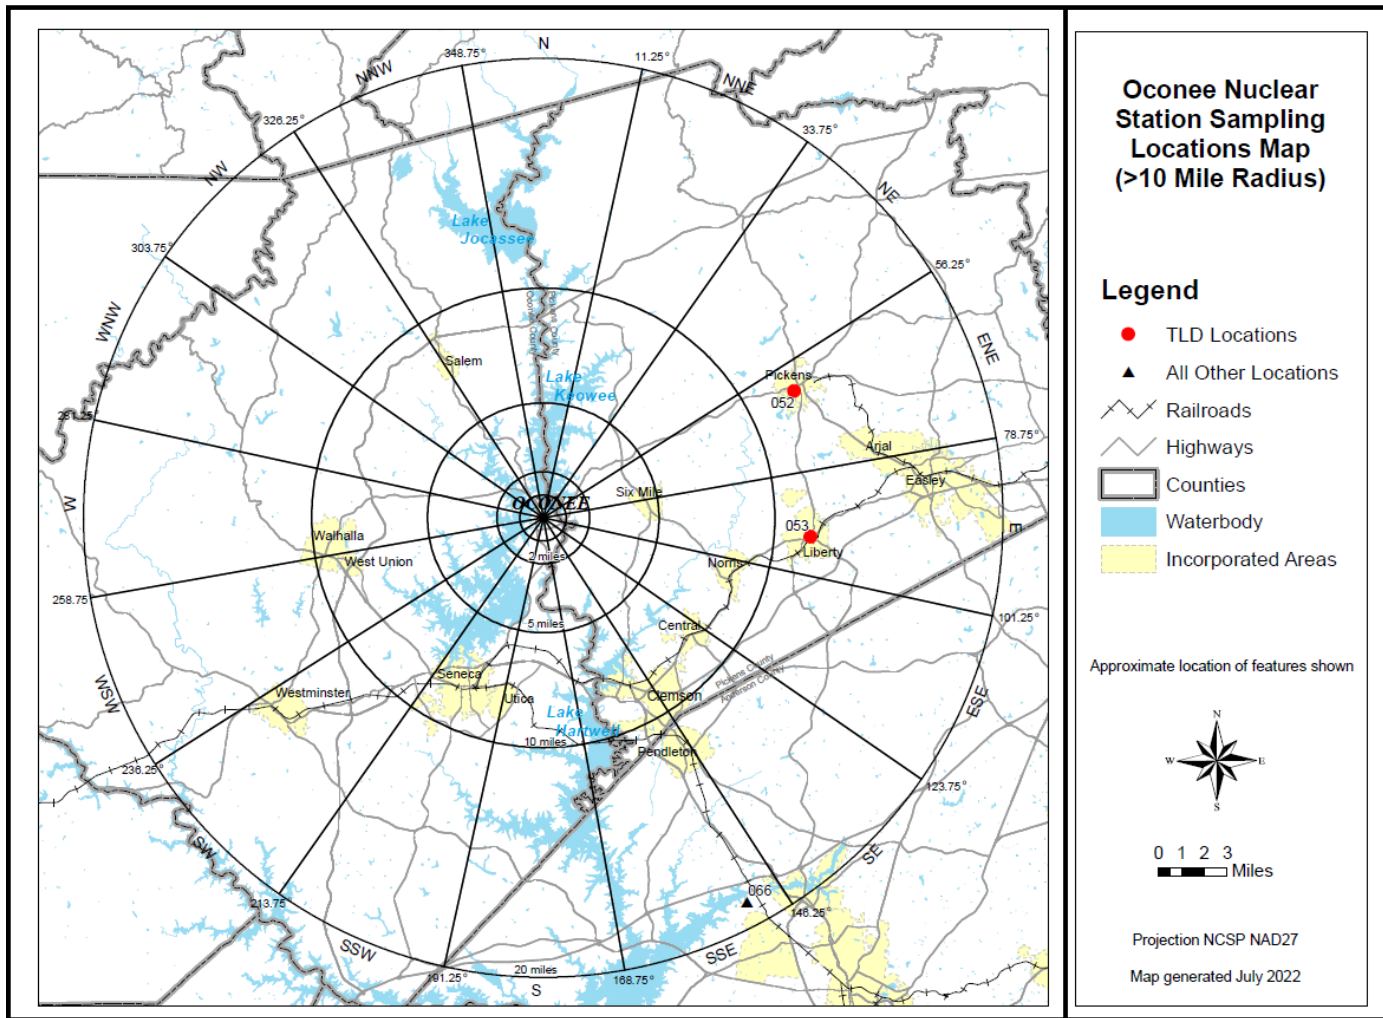 N
348.75°
11.25°
NNW
NNE
326.25°
33.75°
NW
NE
Lake
Jocassee
303.75°
56.25°
Pickens County
Oconee County
WNW
ENE
Salem
Lake
Keowee
Pickens
052
281.25°
78.75°
Arial
Easley
Six Mile
OCONEE
W
E
053
Liberty
Walhalla
West Union
2 miles
Norris
258.75
101.25°
5 miles
Central
Pickens County
Anderson County
Seneca
Westminster
Utica
Clemson
WSW
ESE
Lake
Hartwell
10 miles
Pendleton
236.25°
123.75°
SW
SE
066
213.75°
146.25°
SSW
SSE
191.25°
20 miles
168.75°
S
Oconee Nuclear
Station Sampling
Locations Map
(>10 Mile Radius)
Legend
TLD Locations
All Other Locations
Railroads
Highways
Counties
Waterbody
Incorporated Areas
Approximate location of features shown
N
W
E
S
0 1 2 3
Miles
Projection NCSP NAD27
Map generated July 2022